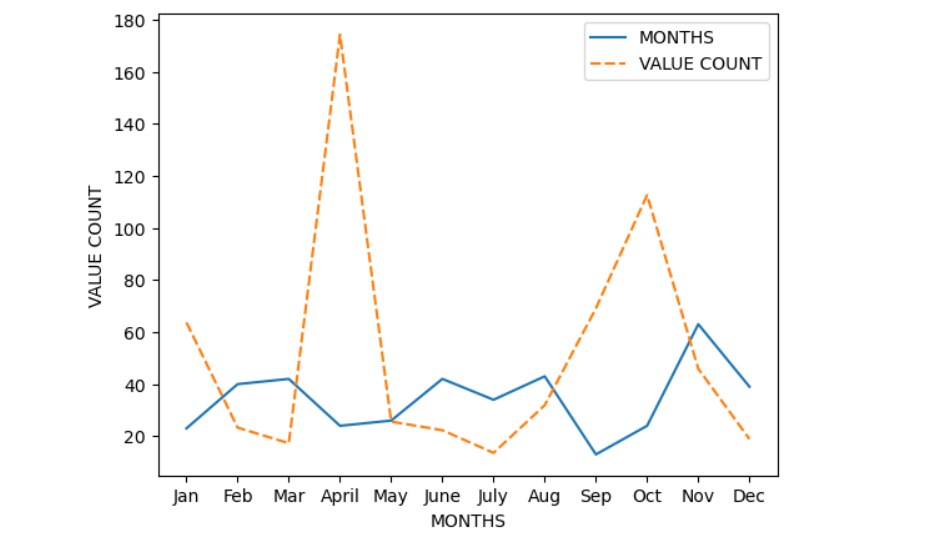 180
160
140
120
100
80
60
40
20
VALUE COUNT
MONTHS
VALUE COUNT
Jan Feb Mar April May June July Aug Sep Oct Nov Dec
MONTHS